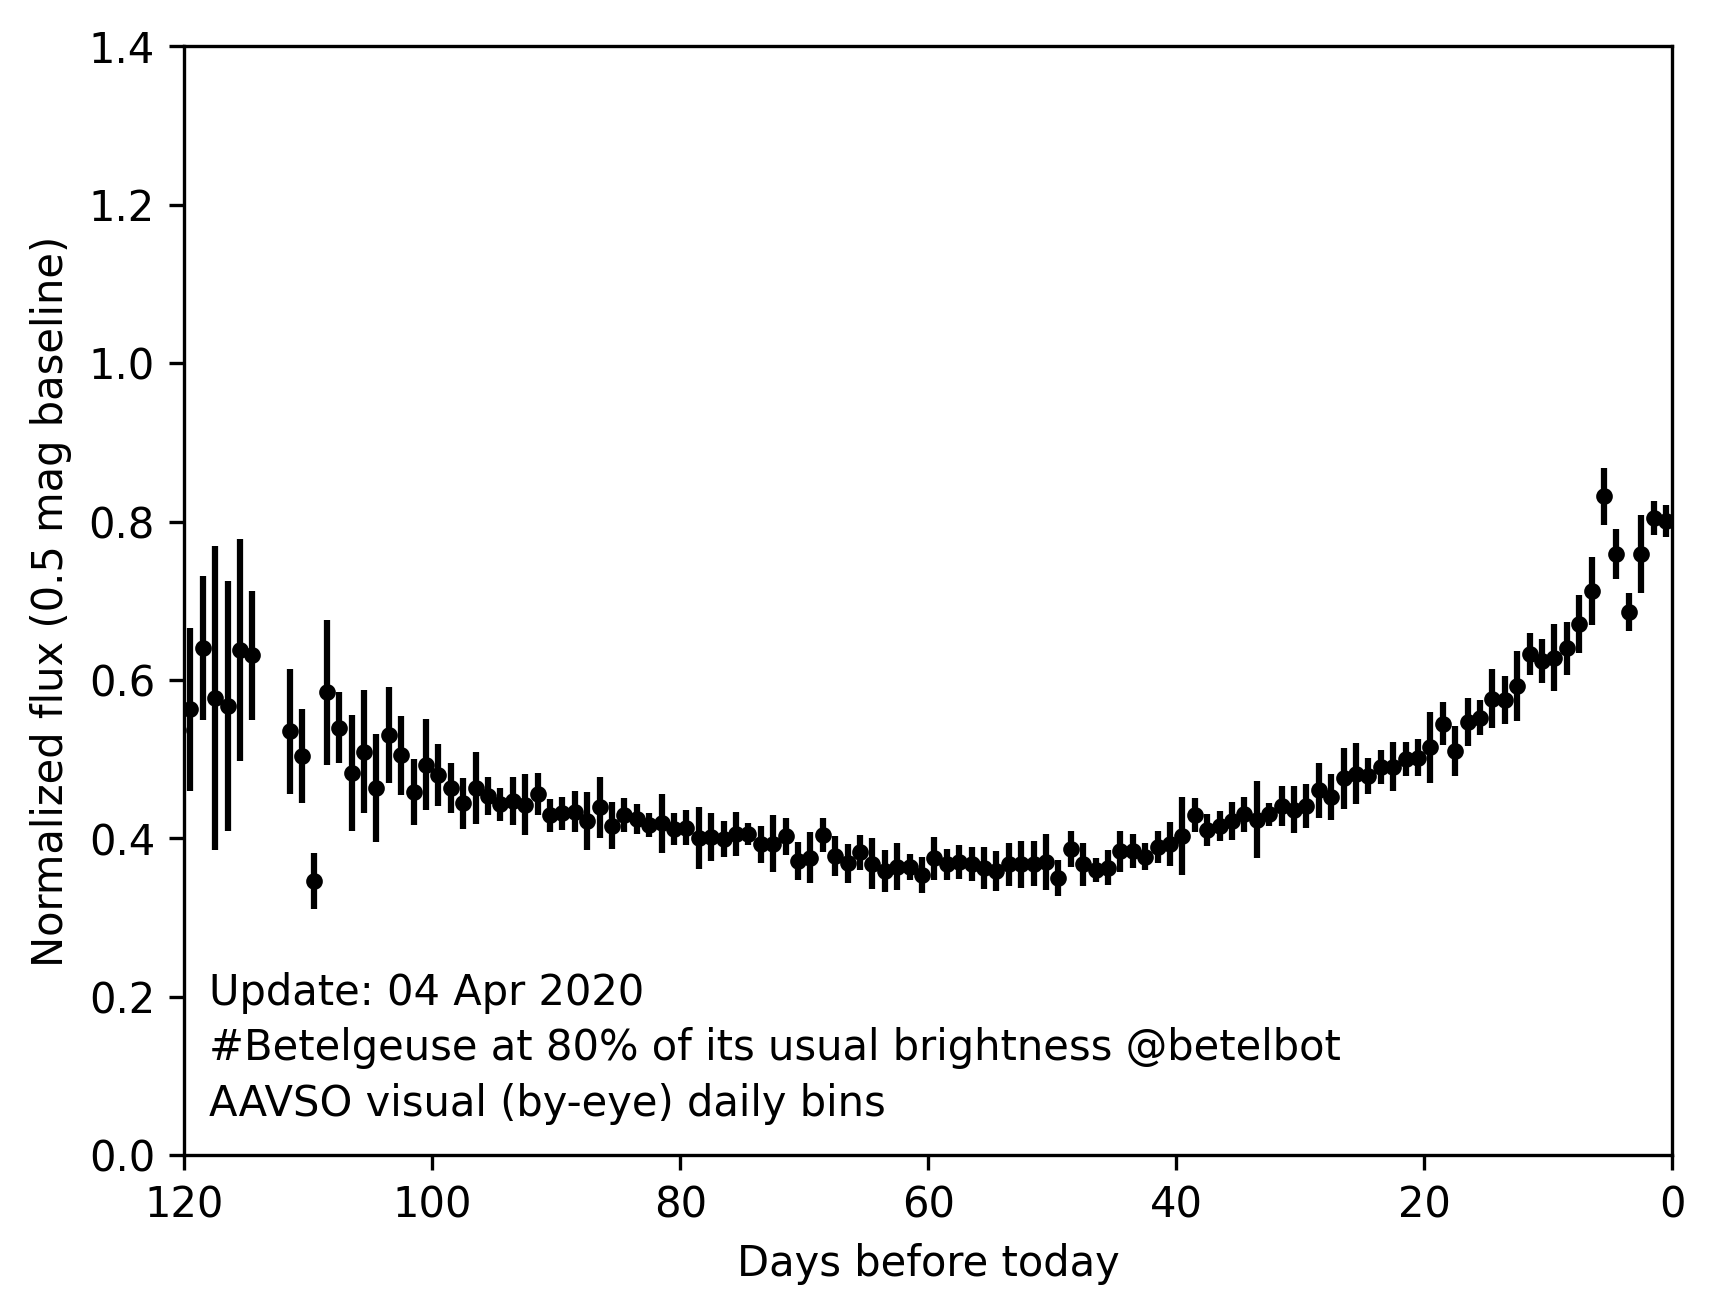 1.4
1.2
1.0
0.8
0.6
0.4
0.2
0.0
Normalized flux (0.5 mag baseline)
Update: 04 Apr 2020
#Betelgeuse at 80% of its usual brightness @betelbot
AAVSO visual (by-eye) daily bins
120 100 80 60 40 20 0
Days before today